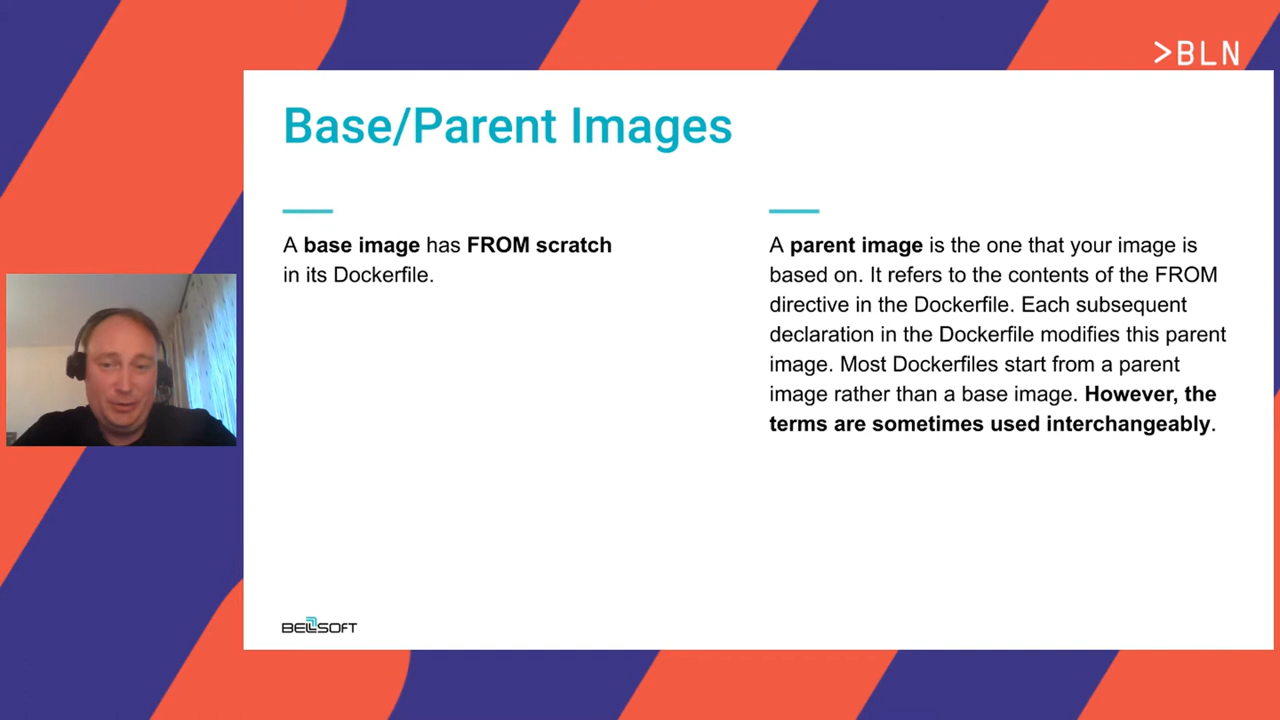 >BLN
Base/Parent Images
A base image has FROM scratch
in its Dockerfile.
A parent image is the one that your image is
based on. It refers to the contents of the FROM
directive in the Dockerfile. Each subsequent
declaration in the Dockerfile modifies this parent
image. Most Dockerfiles start from a parent
image rather than a base image. However, the
terms are sometimes used interchangeably.
BELLSOFT